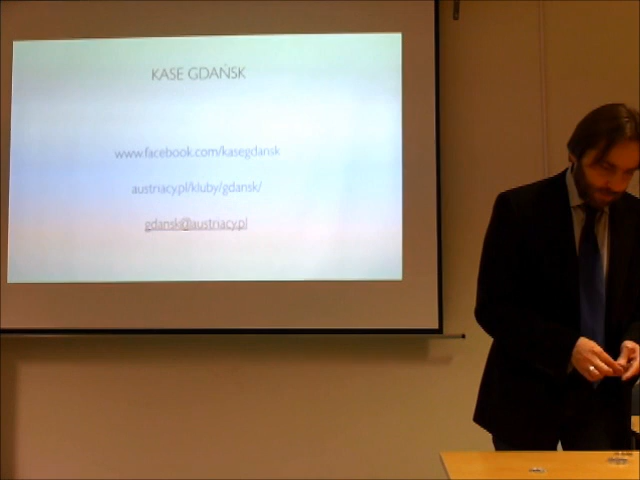 KASE GDAŃSK
www.facebook.com/kasegdansk
austriacy.pl/kluby/gdansk/
gdansk@austriacy.pl